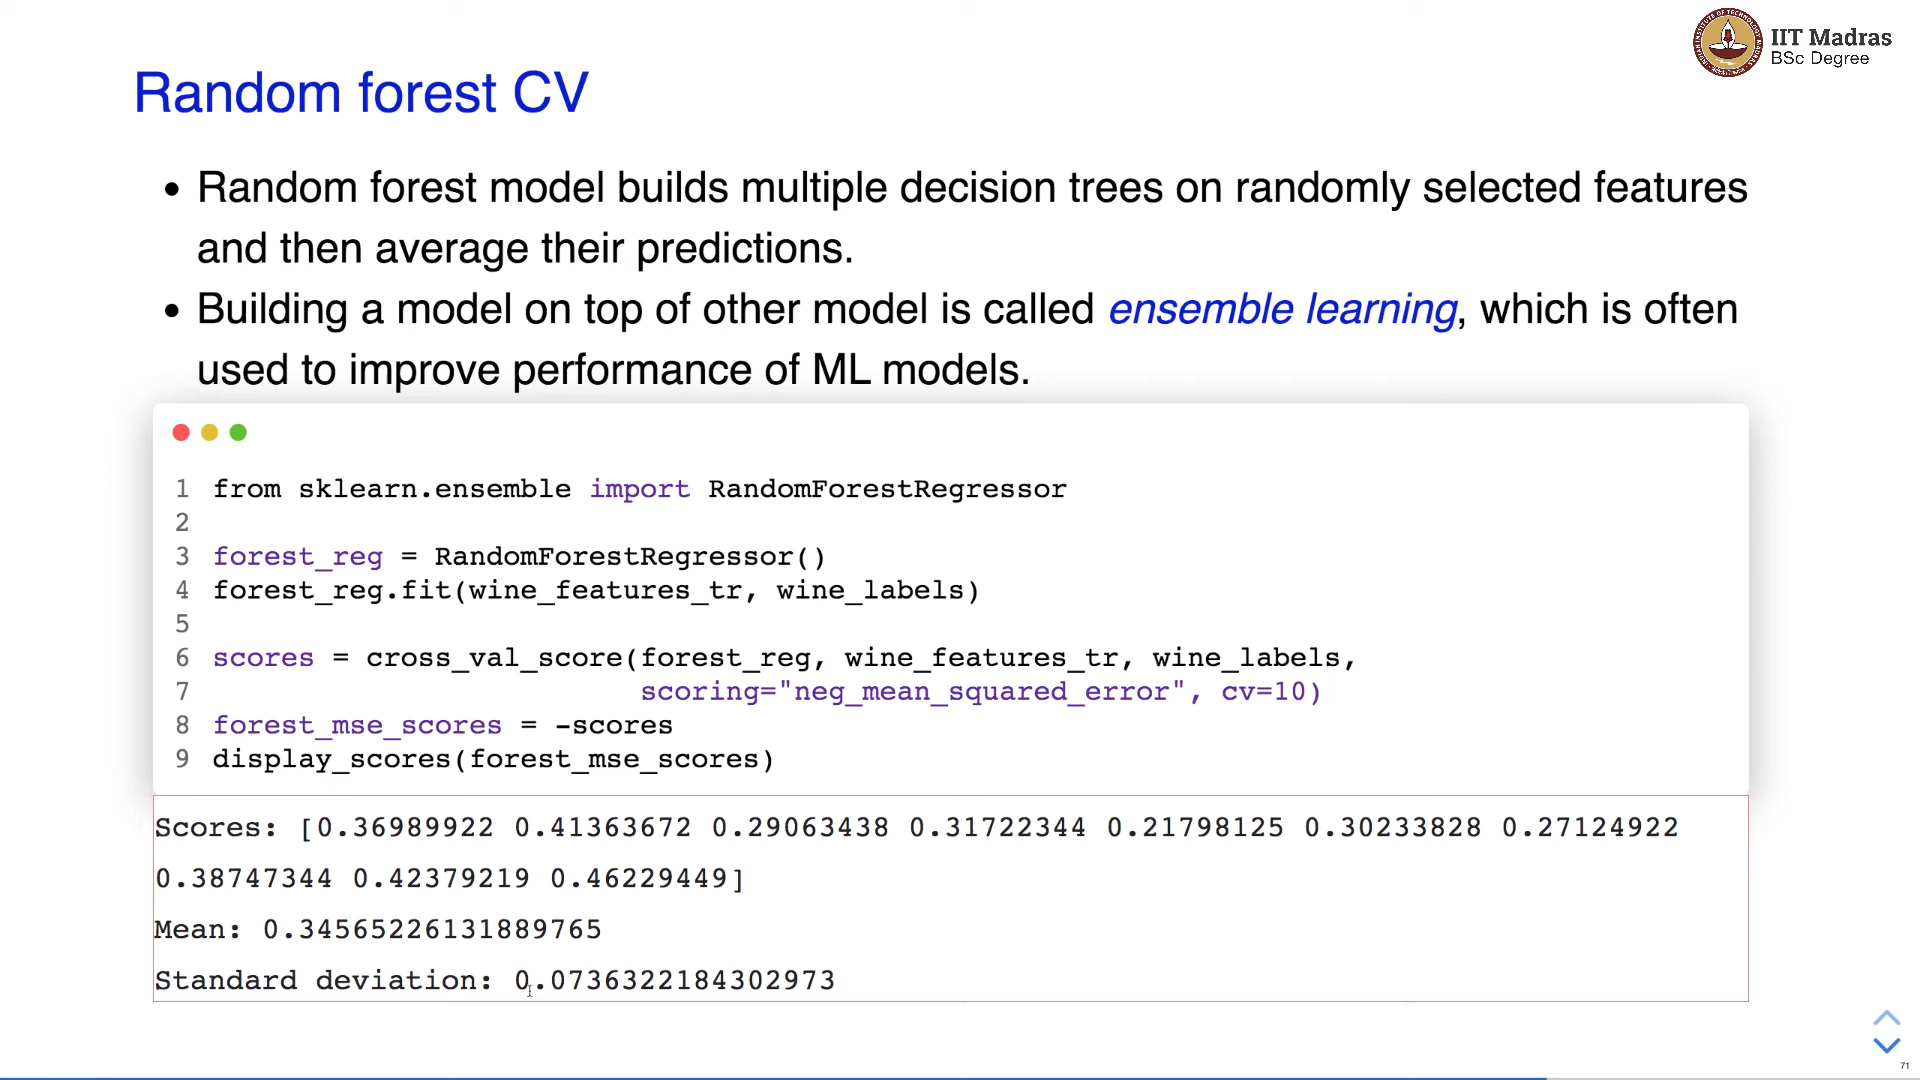 IIT Madras
BSc Degree
Random forest CV
• Random forest model builds multiple decision trees on randomly selected features
and then average their predictions.
• Building a model on top of other model is called ensemble learning, which is often
used to improve performance of ML models.
1 from sklearn.ensemble import RandomForestRegressor
2
3 forest_reg = RandomForestRegressor()
4 forest_reg.fit(wine_features_tr, wine_labels)
5
6 scores = cross_val_score(forest_reg, wine_features_tr, wine_labels,
7 scoring="neg_mean_squared_error", cv=10)
8 forest_mse_scores = -scores
9 display_scores(forest_mse_scores)
Scores: [0.36989922 0.41363672 0.29063438 0.31722344 0.21798125 0.30233828 0.27124922
0.38747344 0.42379219 0.46229449]
Mean: 0.34565226131889765
Standard deviation: 0.0736322184302973
71